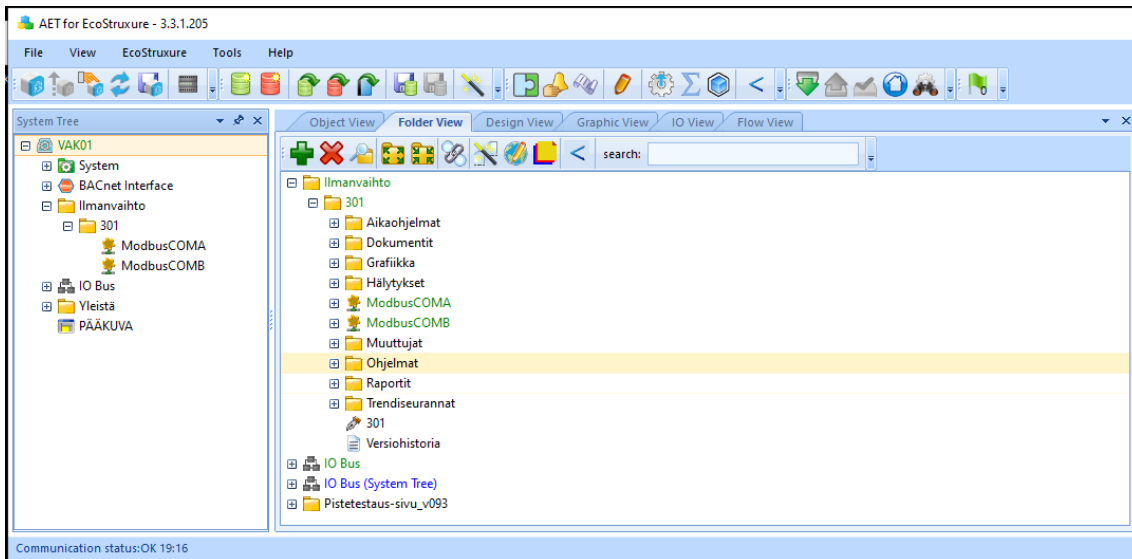 AET for EcoStruxure - 3.3.1.205
File View EcoStruxure Tools Help
System Tree
VAK01
System
BACnet Interface
Ilmanvaihto
301
ModbusCOMA
ModbusCOMB
IO Bus
Yleistä
PÄÄKUVA
Object View Folder View Design View Graphic View IO View Flow View
search:
Ilmanvaihto
301
Aikaohjelmat
Dokumentit
Grafiikka
Hälytykset
ModbusCOMA
ModbusCOMB
Muuttujat
Ohjelmat
Raportit
Trendiseurannat
301
Versiohistoria
IO Bus
IO Bus (System Tree)
Pistetestaus-sivu_v093
Communication status:OK 19:16